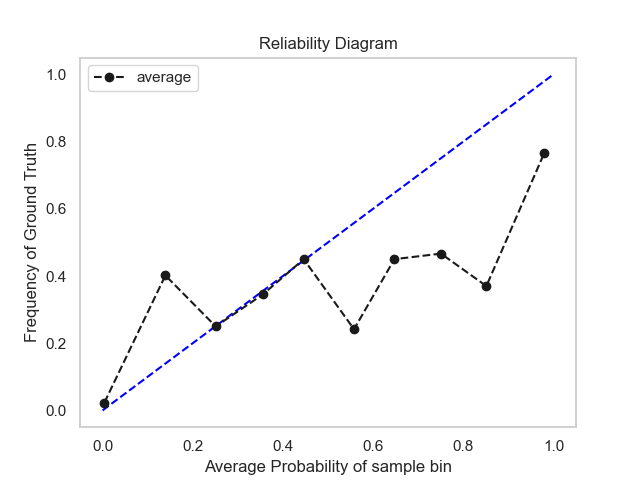 Reliability Diagram
average
Frequency of Ground Truth
1.0
0.8
0.6
0.4
0.2
0.0
0.0 0.2 0.4 0.6 0.8 1.0
Average Probability of sample bin